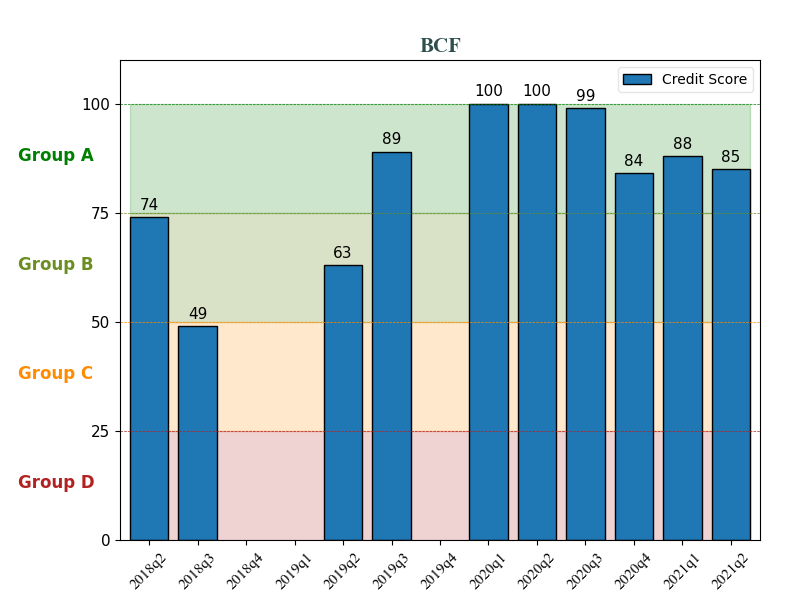 BCF
Credit Score
100
75
50
25
0
Group A
Group B
Group C
Group D
74
49
63
89
100
100
99
84
88
85
2018q2
2018q3
2018q4
2019q1
2019q2
2019q3
2019q4
2020q1
2020q2
2020q3
2020q4
2021q1
2021q2